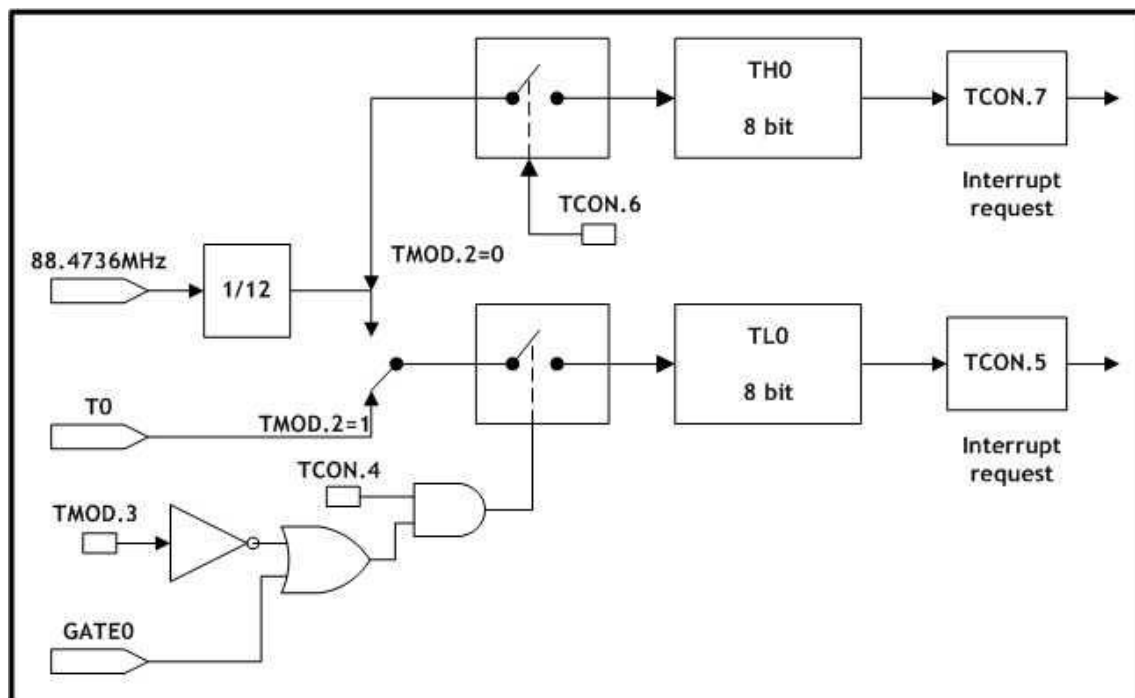 TH0
8 bit
TCON.7
Interrupt
request
TCON.6
TMOD.2=0
88.4736MHz
1/12
TL0
8 bit
TCON.5
Interrupt
request
T0
TMOD.2=1
TCON.4
TMOD.3
GATE0